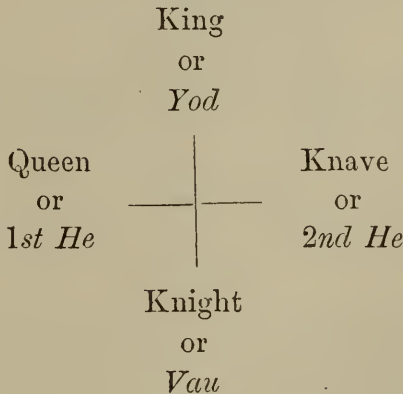 King
or
Yod
Queen
or
1st He
Knave
or
2nd He
Knight
or
Vau